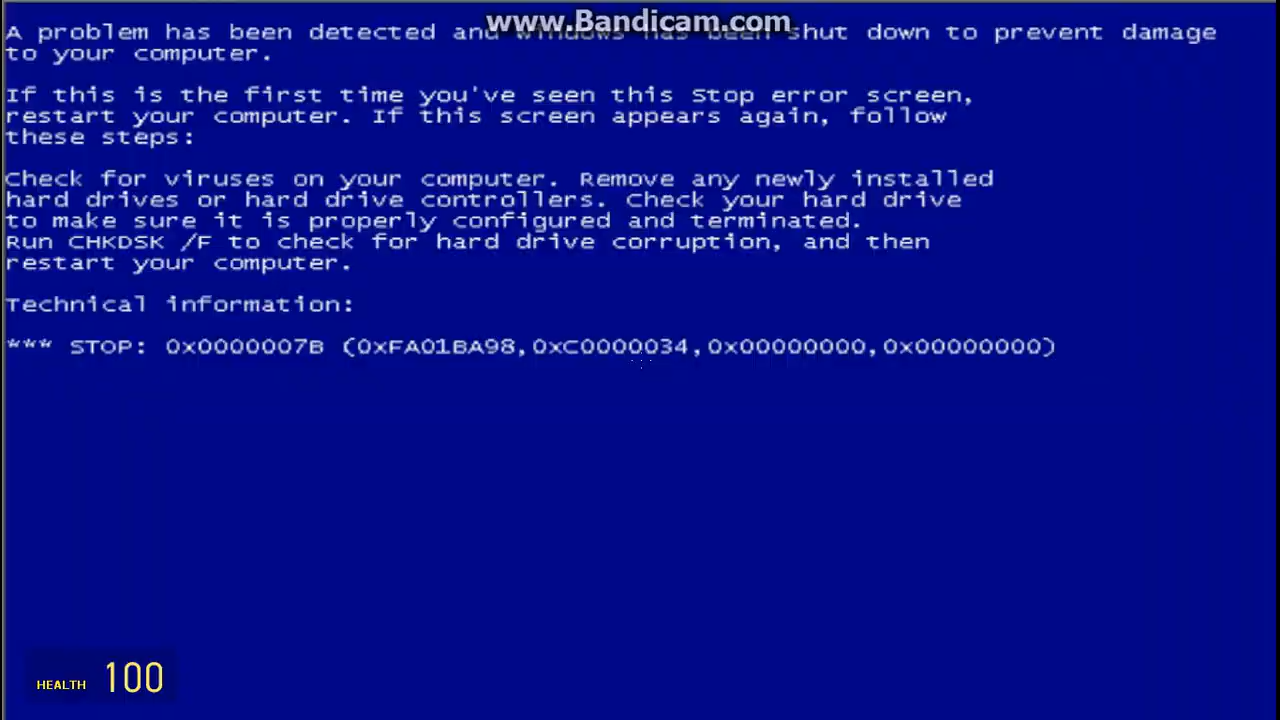 www.Bandicam.com
A problem has been detected and windows has been shut down to prevent damage
to your computer.
If this is the first time you've seen this Stop error screen,
restart your computer. If this screen appears again, follow
these steps:
Check for viruses on your computer. Remove any newly installed
hard drives or hard drive controllers. Check your hard drive
to make sure it is properly configured and terminated.
Run CHKDSK /F to check for hard drive corruption, and then
restart your computer.
Technical information:
*** STOP: 0x0000007B (0xFA01BA98,0xC0000034,0x00000000,0x00000000)
HEALTH 100